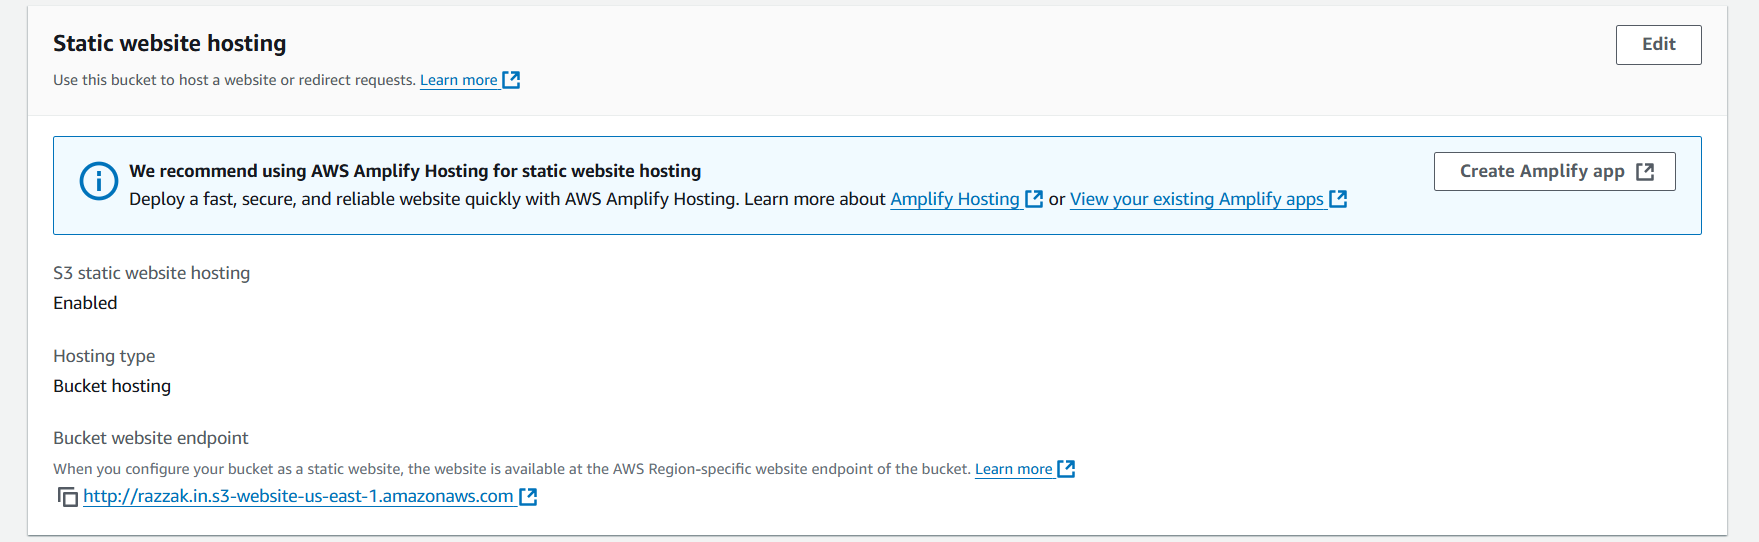 Static website hosting
Edit
Use this bucket to host a website or redirect requests. Learn more
We recommend using AWS Amplify Hosting for static website hosting
Create Amplify app
Deploy a fast, secure, and reliable website quickly with AWS Amplify Hosting. Learn more about Amplify Hosting or View your existing Amplify apps
S3 static website hosting
Enabled
Hosting type
Bucket hosting
Bucket website endpoint
When you configure your bucket as a static website, the website is available at the AWS Region-specific website endpoint of the bucket. Learn more
http://razzak.in.s3-website-us-east-1.amazonaws.com